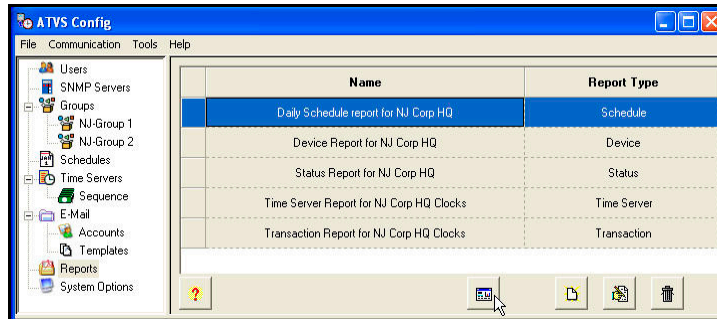 ATVS Config
File Communication Tools Help
Users
SNMP Servers
Groups
NJ-Group 1
NJ-Group 2
Schedules
Time Servers
Sequence
E-Mail
Accounts
Templates
Reports
System Options
Name Report Type
Daily Schedule report for NJ Corp HQ Schedule
Device Report for NJ Corp HQ Device
Status Report for NJ Corp HQ Status
Time Server Report for NJ Corp HQ Clocks Time Server
Transaction Report for NJ Corp HQ Clocks Transaction
?